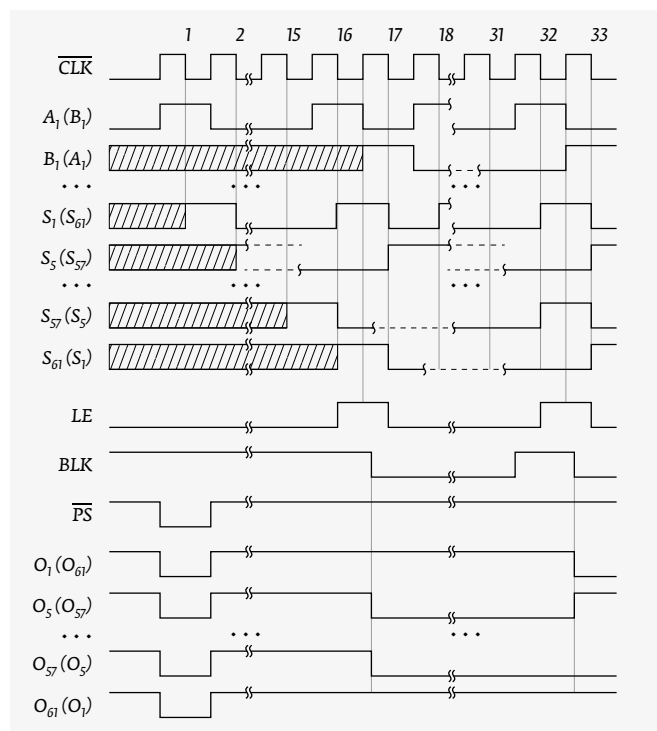 1 2 15 16 17 18 31 32 33
CLK
A1 (B1)
B1 (A1)
...
S1 (S61)
S5 (S57)
...
S57 (S5)
S61 (S1)
LE
BLK
PS
O1 (O61)
O5 (O57)
...
O57 (O5)
O61 (O1)